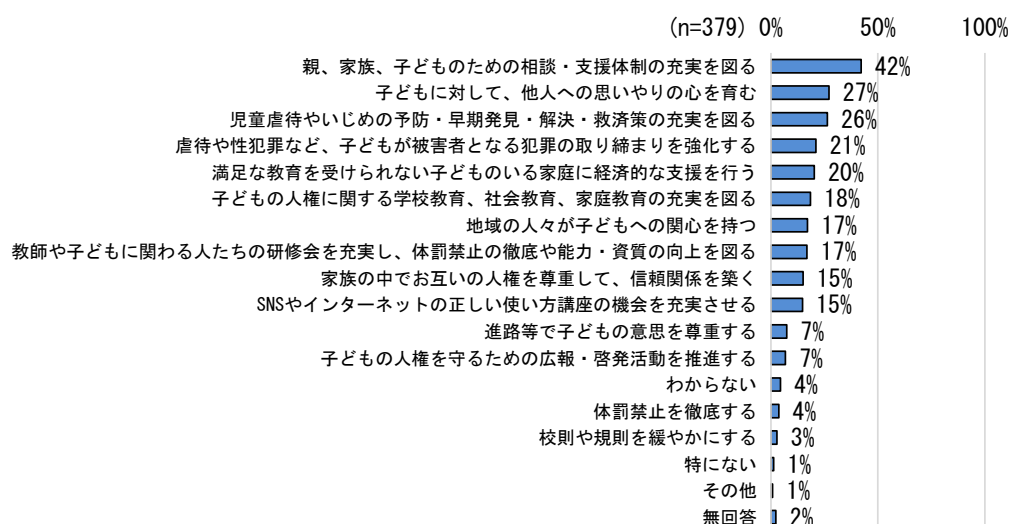 (n=379) 0% 50% 100%
親、家族、子どものための相談・支援体制の充実を図る 42%
子どもに対して、他人への思いやりの心を育む 27%
児童虐待やいじめの予防・早期発見・解決・救済策の充実を図る 26%
虐待や性犯罪など、子どもが被害者となる犯罪の取り締まりを強化する 21%
満足な教育を受けられない子どものいる家庭に経済的な支援を行う 20%
子どもの人権に関する学校教育、社会教育、家庭教育の充実を図る 18%
地域の人々が子どもへの関心を持つ 17%
教師や子どもに関わる人たちの研修会を充実し、体罰禁止の徹底や能力・資質の向上を図る 17%
家族の中でお互いの人権を尊重して、信頼関係を築く 15%
SNSやインターネットの正しい使い方講座の機会を充実させる 15%
進路等で子どもの意思を尊重する 7%
子どもの人権を守るための広報・啓発活動を推進する 7%
わからない 4%
体罰禁止を徹底する 4%
校則や規則を緩やかにする 3%
特にない 1%
その他 1%
無回答 2%